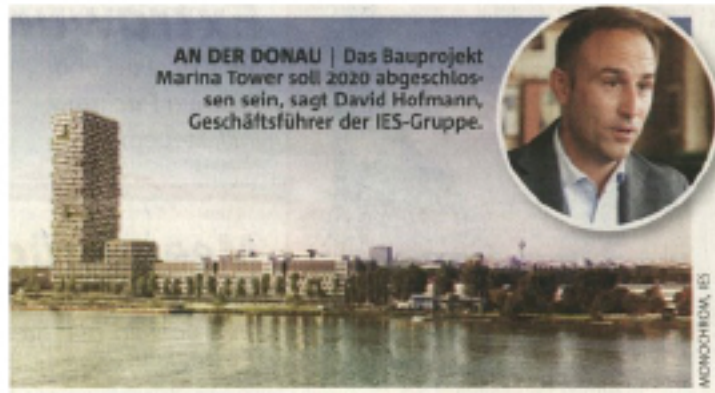 AN DER DONAU | Das Bauprojekt
Marina Tower soll 2020 abgeschlos-
sen sein, sagt David Hofmann,
Geschäftsführer der IES-Gruppe.
MONOCHROM, IES